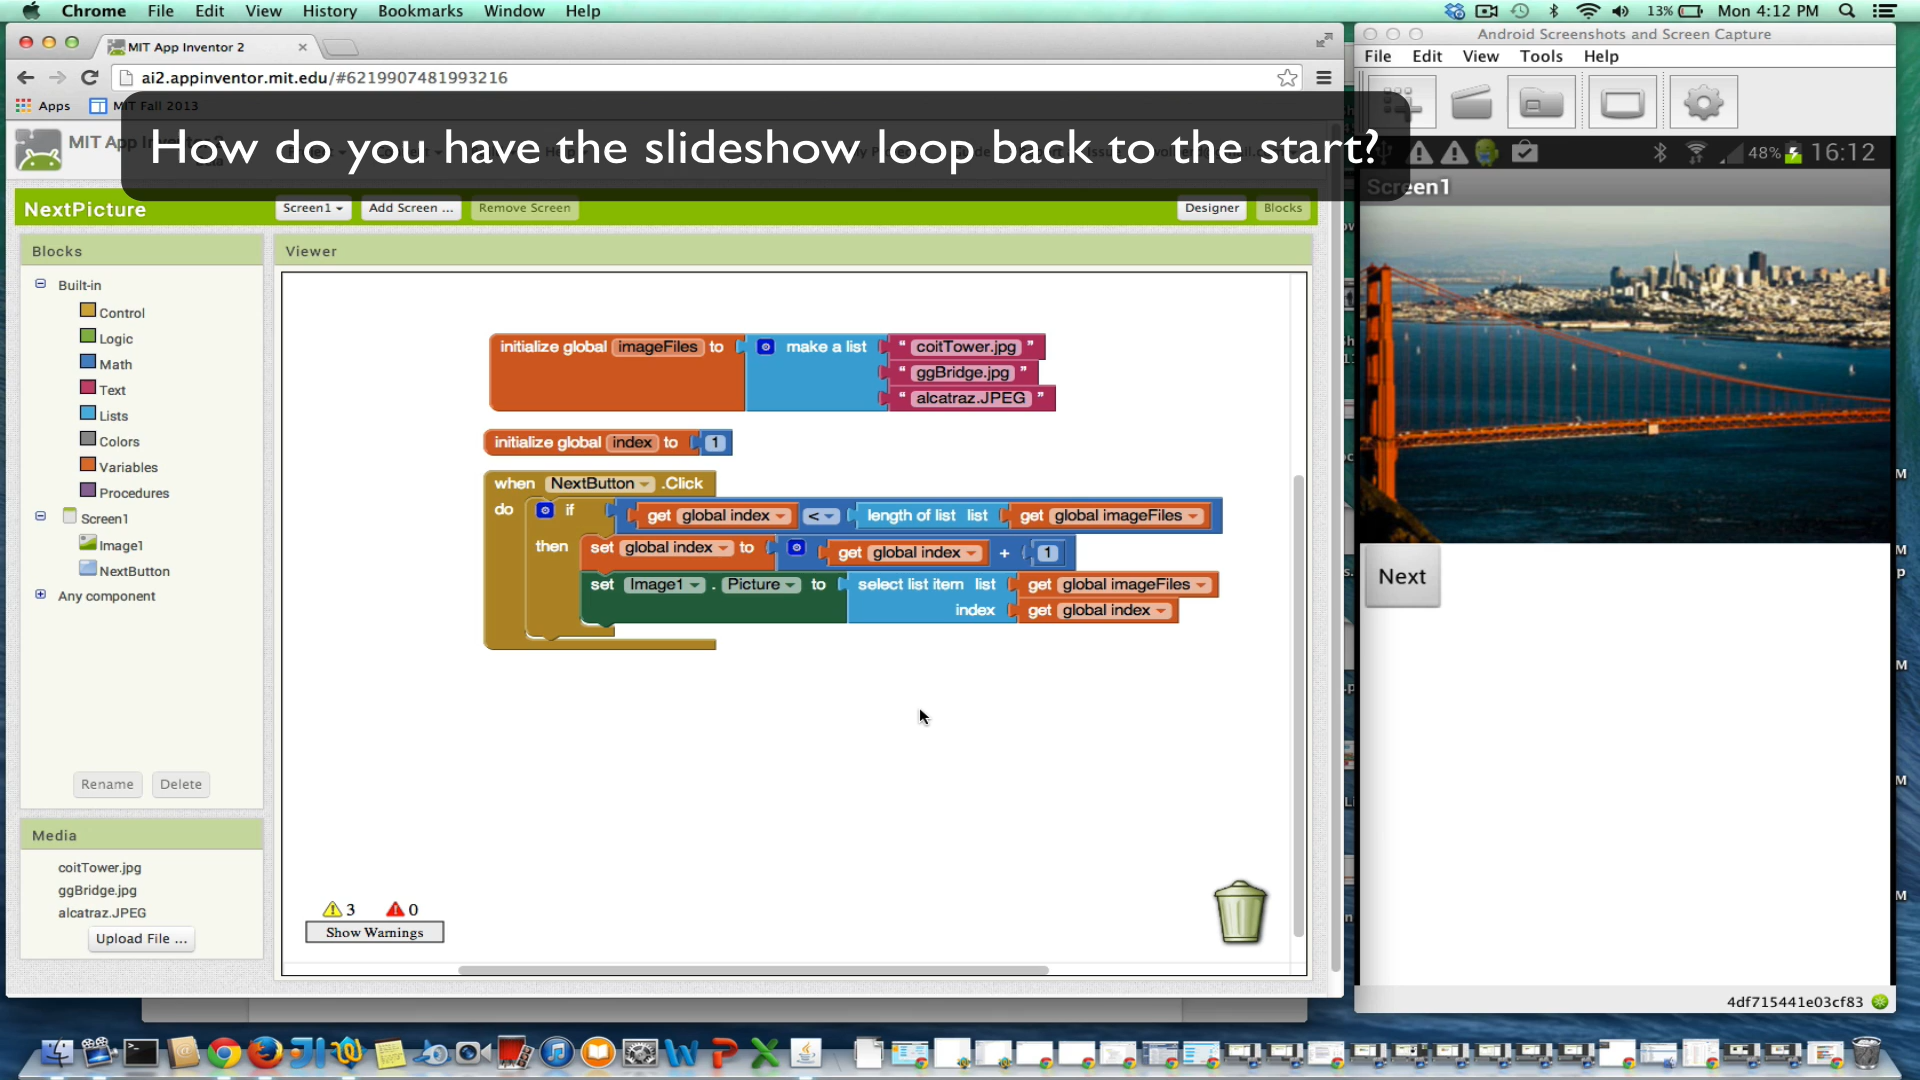 Chrome File Edit View History Bookmarks Window Help
13% Mon 4:12 PM
MIT App Inventor 2
ai2.appinventor.mit.edu/#6219907481993216
Apps MIT Fall 2013
MIT App
How do you have the slideshow loop back to the start?
NextPicture Screen1 Add Screen ... Remove Screen Designer Blocks
Blocks
Built-in
Control
Logic
Math
Text
Lists
Colors
Variables
Procedures
Screen1
Image1
NextButton
Any component
Rename Delete
Media
coitTower.jpg
ggBridge.jpg
alcatraz.JPEG
Upload File ...
Viewer
initialize global imageFiles to make a list " coitTower.jpg "
" ggBridge.jpg "
" alcatraz.JPEG "
initialize global index to 1
when NextButton .Click
do if get global index < length of list list get global imageFiles
then set global index to get global index + 1
set Image1 . Picture to select list item list get global imageFiles
index get global index
3 0
Show Warnings
Android Screenshots and Screen Capture
File Edit View Tools Help
48% 16:12
Screen1
Next
4df715441e03cf83